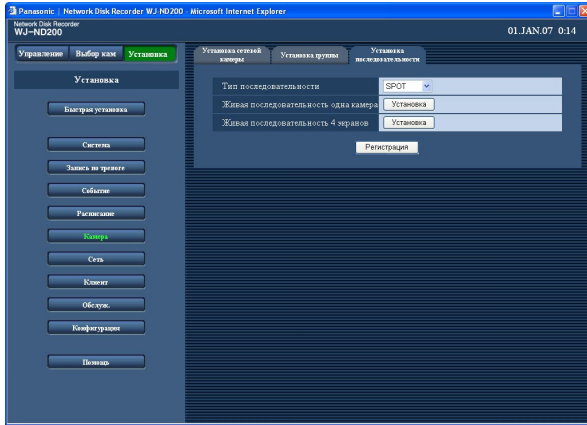 Panasonic | Network Disk Recorder WJ-ND200 - Microsoft Internet Explorer
Network Disk Recorder
WJ-ND200
01.JAN.07 0:14
Управление Выбор кам Установка
Установка сетевой камеры
Установка группы
Установка последовательности
Установка
Быстрая установка
Система
Запись по тревоге
Событие
Расписание
Камера
Сеть
Клиент
Обслуж.
Конфигурация
Помощь
Тип последовательности SPOT
Живая последовательность одна камера Установка
Живая последовательность 4 экранов Установка
Регистрация